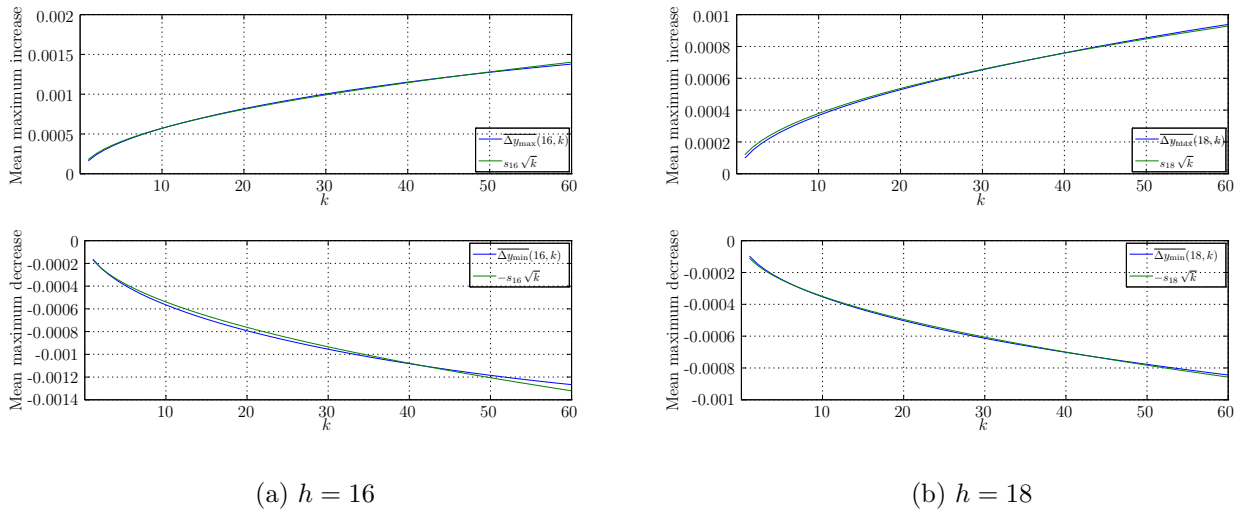 Mean maximum increase
0.002
0.0015
0.001
0.0005
0
10 20 30 40 50 60
k
Δy_max(16, k)
s_16 √k
Mean maximum increase
0.001
0.0008
0.0006
0.0004
0.0002
0
10 20 30 40 50 60
k
Δy_max(18, k)
s_18 √k
Mean maximum decrease
0
-0.0002
-0.0004
-0.0006
-0.0008
-0.001
-0.0012
-0.0014
10 20 30 40 50 60
k
Δy_min(16, k)
−s_16 √k
Mean maximum decrease
0
-0.0002
-0.0004
-0.0006
-0.0008
-0.001
10 20 30 40 50 60
k
Δy_min(18, k)
−s_18 √k
(a) h = 16
(b) h = 18